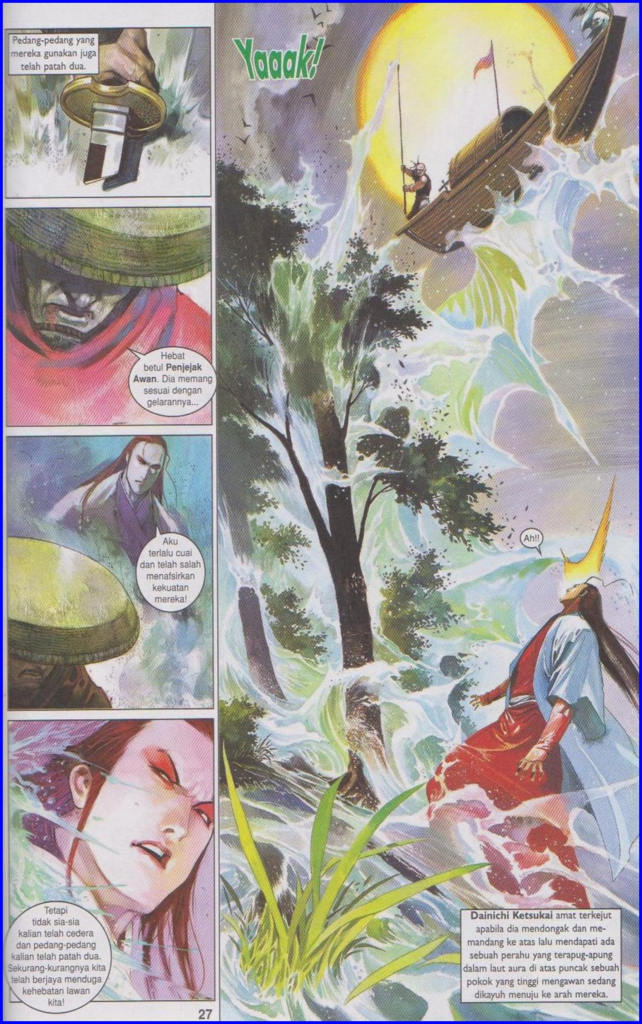 Pedang-pedang yang
mereka gunakan juga
telah patah dua.
Hebat
betul Penjejak
Awan. Dia memang
sesuai dengan
gelarannya...
Aku
terlalu cuai
dan telah salah
menafsirkan
kekuatan
mereka!
Tetapi
tidak sia-sia
kalian telah cedera
dan pedang-pedang
kalian telah patah dua.
Sekurang-kurangnya kita
telah berjaya menduga
kehebatan lawan
kita!
27
Yaaak!
Ah!!
Dainichi Ketsukai amat terkejut
apabila dia mendongak dan me-
mandang ke atas lalu mendapati ada
sebuah perahu yang terapug-apung
dalam laut aura di atas puncak sebuah
pokok yang tinggi mengawan sedang
dikayuh menuju ke arah mereka.